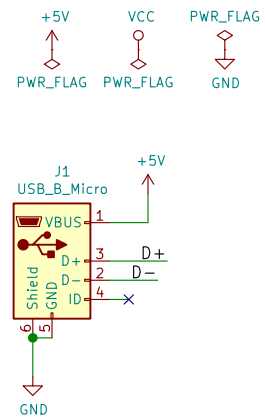 +5V VCC PWR_FLAG
PWR_FLAG PWR_FLAG GND
+5V
J1
USB_B_Micro
VBUS 1
D+ 3 D+
D- 2 D-
ID 4
Shield
GND
6
5
GND